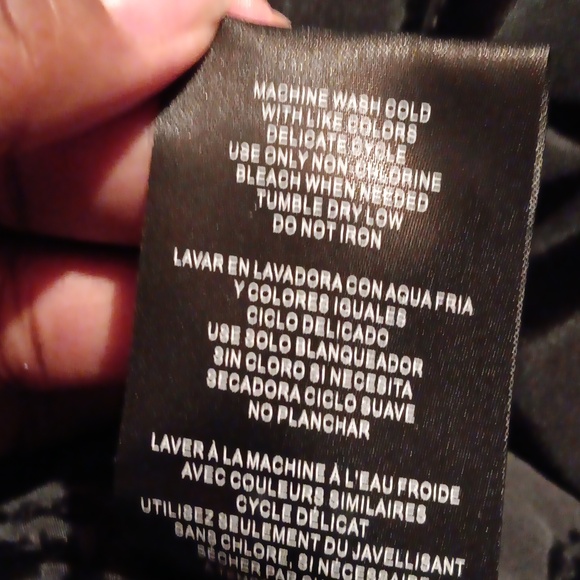 MACHINE WASH COLD
WITH LIKE COLORS
DELICATE CYCLE
USE ONLY NON-CHLORINE
BLEACH WHEN NEEDED
TUMBLE DRY LOW
DO NOT IRON
LAVAR EN LAVADORA CON AQUA FRIA
Y COLORES IGUALES
CICLO DELICADO
USE SOLO BLANQUEADOR
SIN CLORO SI NECESITA
SECADORA CICLO SUAVE
NO PLANCHAR
LAVER À LA MACHINE À L'EAU FROIDE
AVEC COULEURS SIMILAIRES
CYCLE DÉLICAT
UTILISEZ SEULEMENT DU JAVELLISANT
SANS CHLORE, SI NÉCESSAIRE
SÉCHER PAR